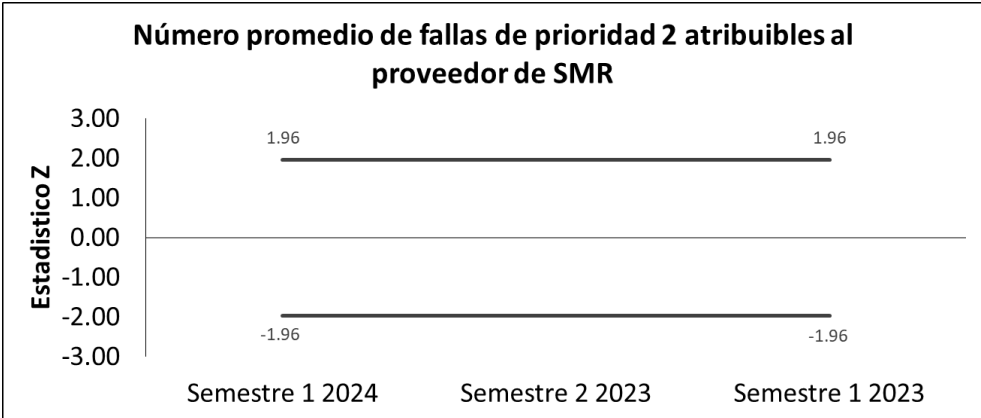 Número promedio de fallas de prioridad 2 atribuibles al
proveedor de SMR
Estadistico Z
3.00
2.00
1.00
0.00
-1.00
-2.00
-3.00
1.96
1.96
-1.96
-1.96
Semestre 1 2024
Semestre 2 2023
Semestre 1 2023